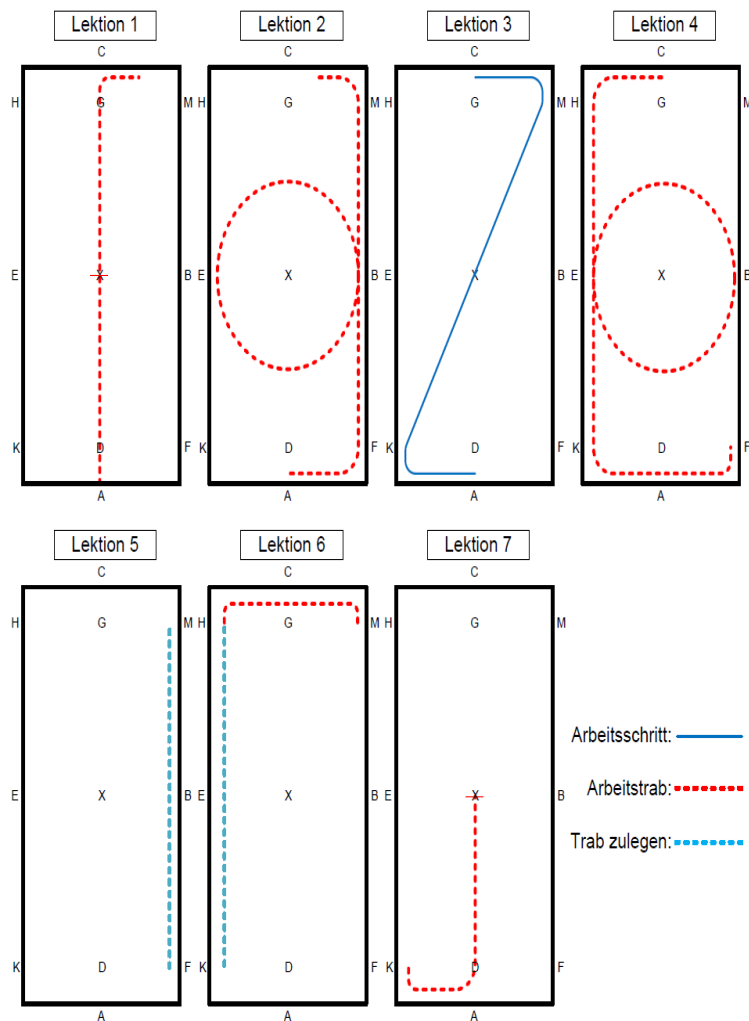 Lektion 1 Lektion 2 Lektion 3 Lektion 4
C C C C
H G M H G M H G M H G M
E X B E X B E X B E X B
K D F K D F K D F K D F
A A A A
Lektion 5 Lektion 6 Lektion 7
C C C
H G M H G M H G M
Arbeitsschritt:
Arbeitstrab:
E X B E X B E X B
Trab zulegen:
K D F K D F K D F
A A A